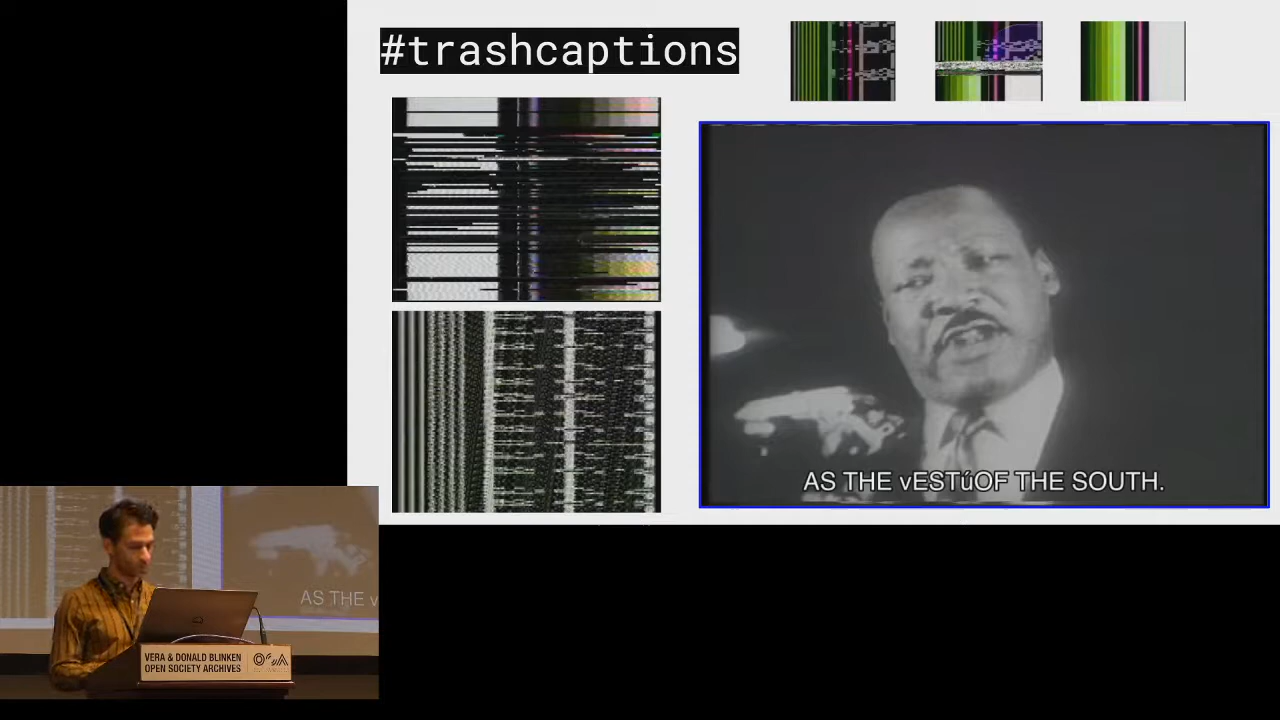 #trashcaptions
AS THE vESTúOF THE SOUTH.
AS THE v
VERA & DONALD BLINKEN
OPEN SOCIETY ARCHIVES